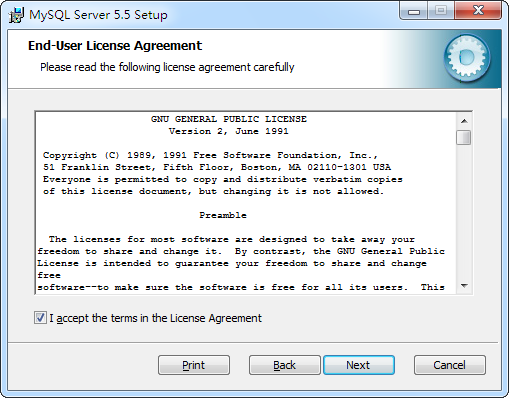 MySQL Server 5.5 Setup
End-User License Agreement
Please read the following license agreement carefully
GNU GENERAL PUBLIC LICENSE
Version 2, June 1991
Copyright (C) 1989, 1991 Free Software Foundation, Inc.,
51 Franklin Street, Fifth Floor, Boston, MA 02110-1301 USA
Everyone is permitted to copy and distribute verbatim copies
of this license document, but changing it is not allowed.
Preamble
The licenses for most software are designed to take away your
freedom to share and change it.  By contrast, the GNU General Public
License is intended to guarantee your freedom to share and change
free
software--to make sure the software is free for all its users.  This
I accept the terms in the License Agreement
Print Back Next Cancel